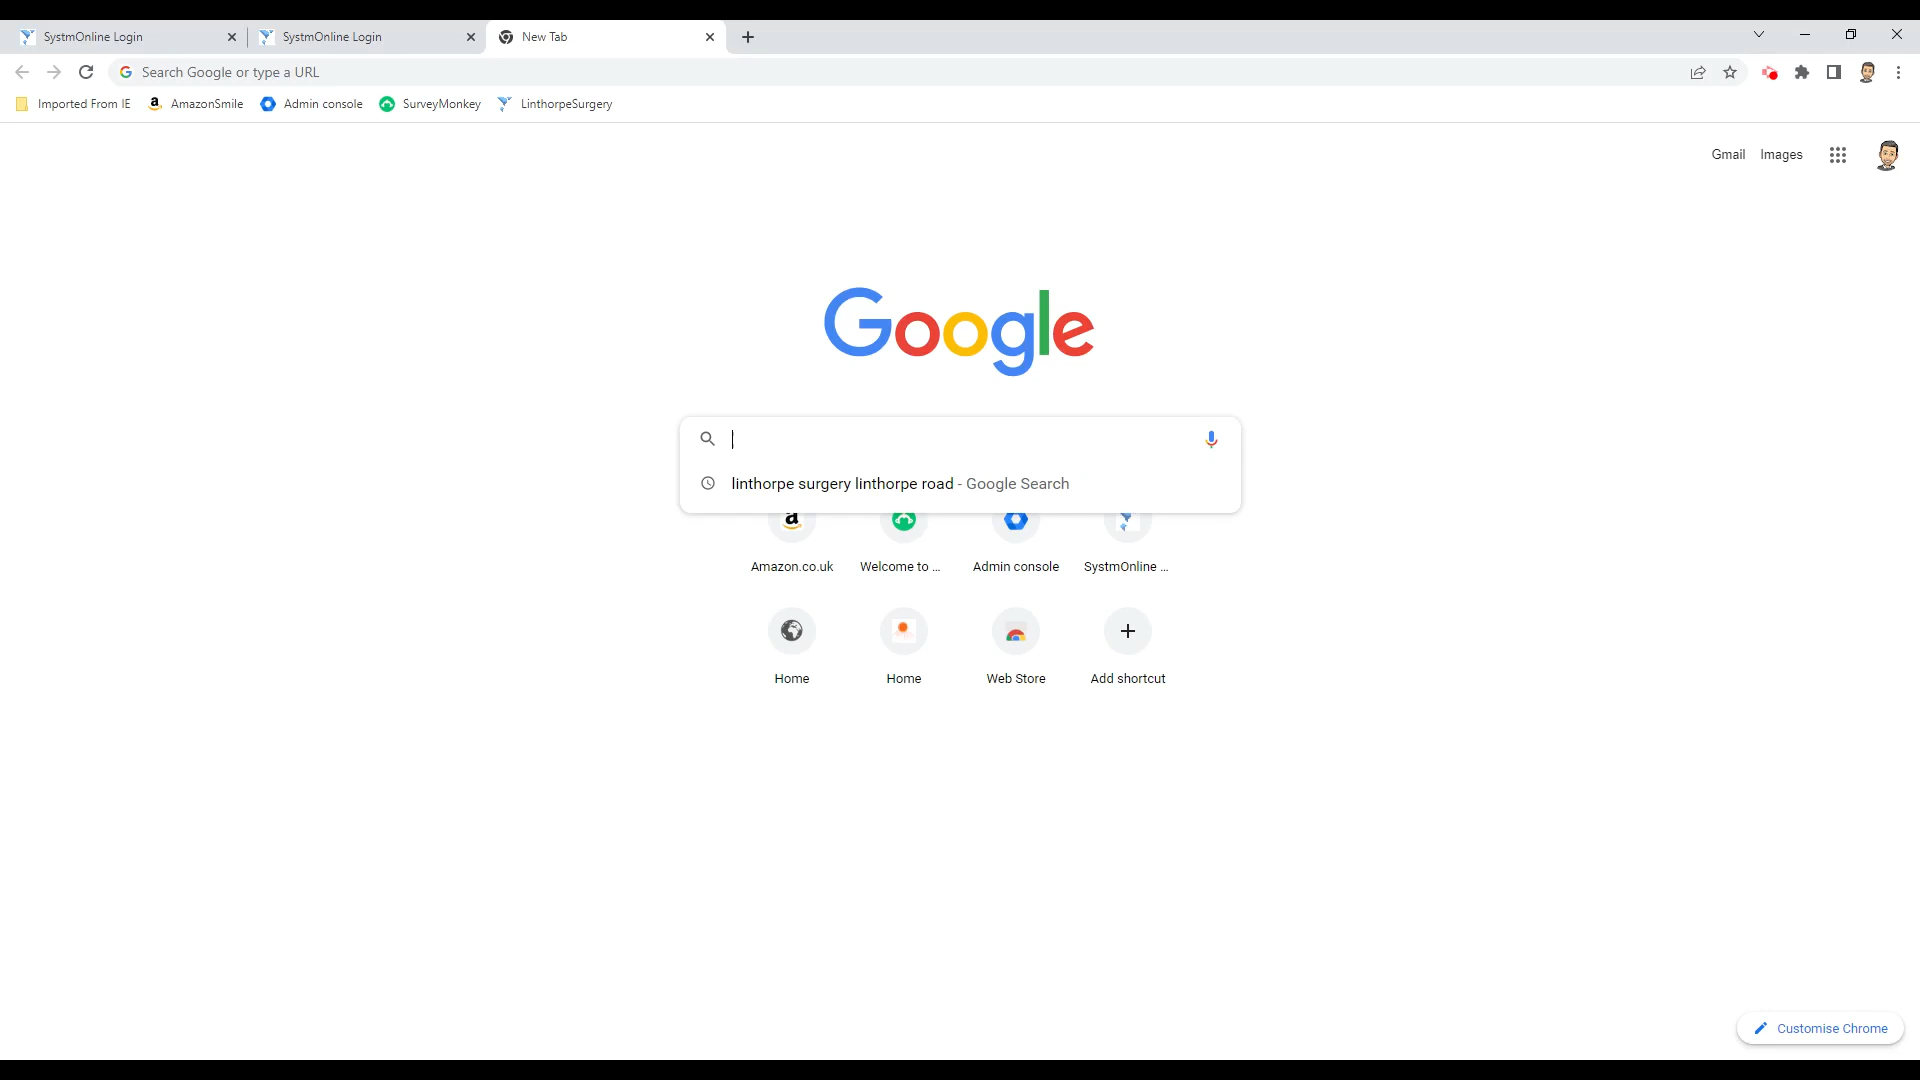 SystmOnline Login
SystmOnline Login
New Tab
Search Google or type a URL
Imported From IE
AmazonSmile
Admin console
SurveyMonkey
LinthorpeSurgery
Gmail
Images
Google
linthorpe surgery linthorpe road - Google Search
Amazon.co.uk
Welcome to ...
Admin console
SystmOnline ...
Home
Home
Web Store
Add shortcut
Customise Chrome